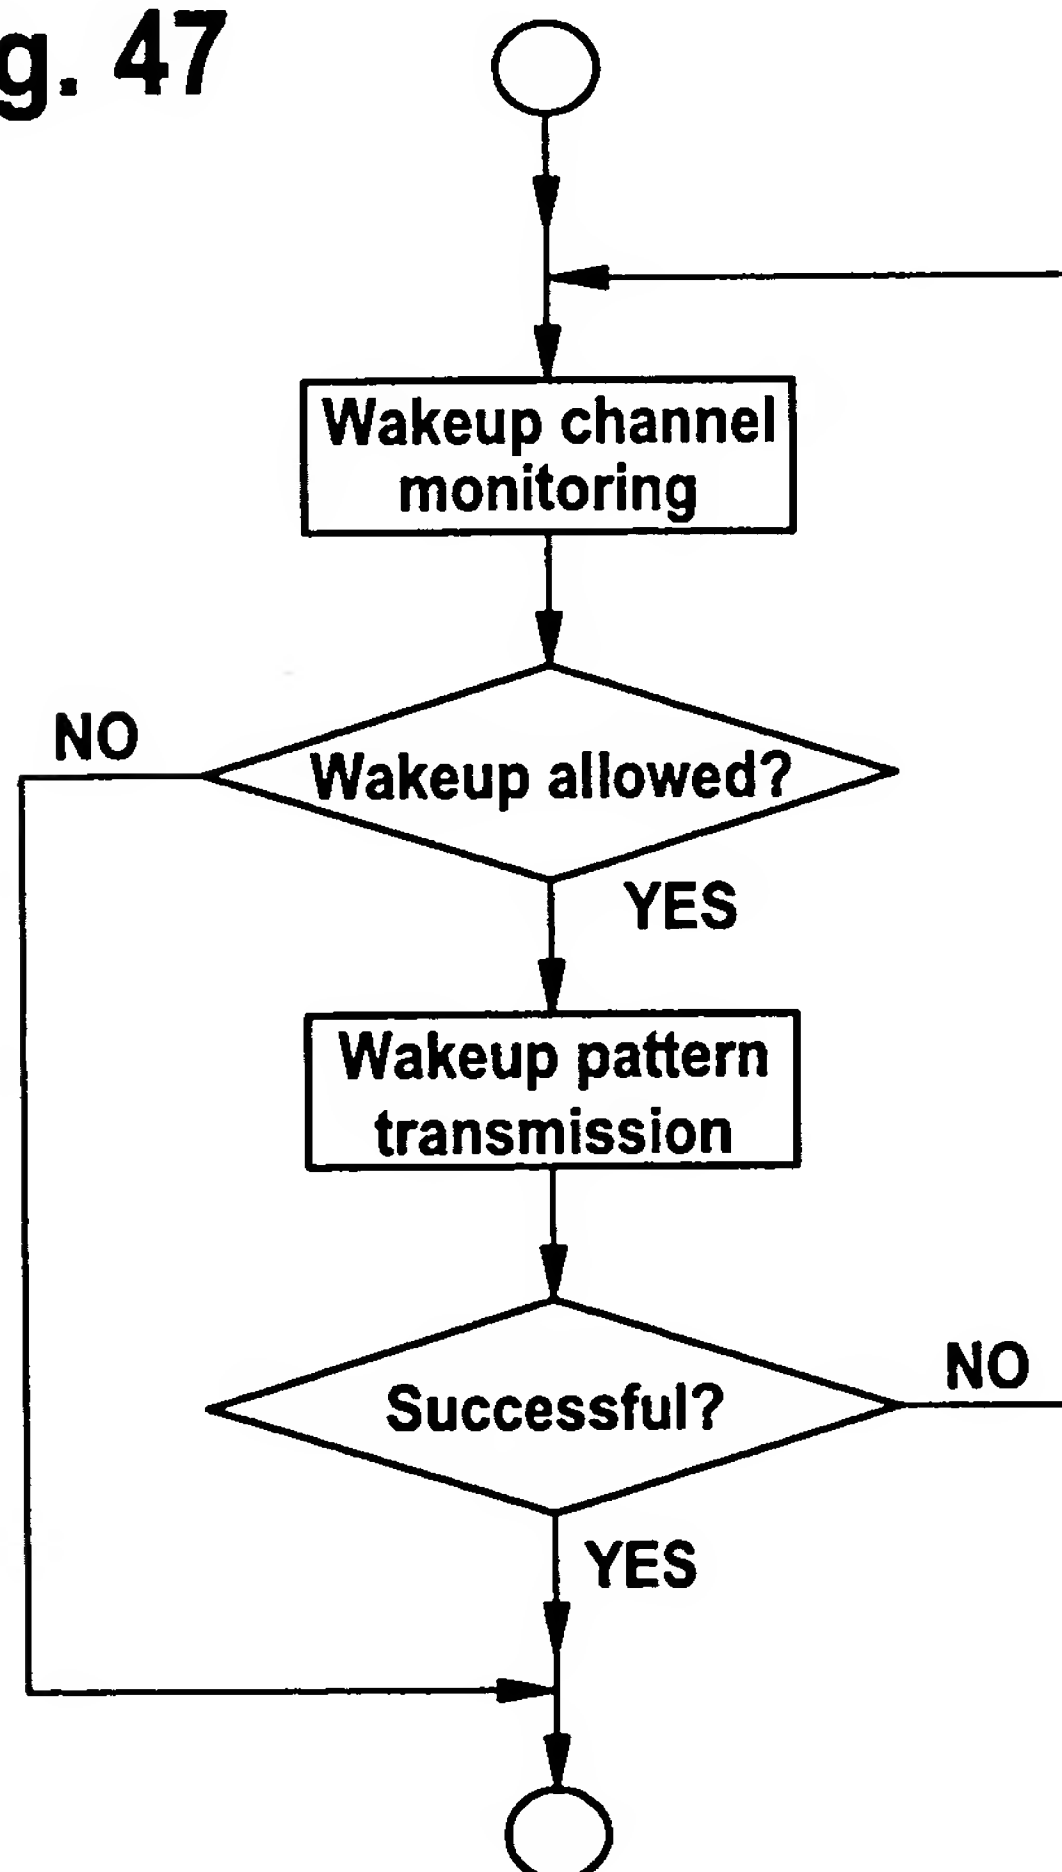 g. 47
Wakeup channel
monitoring
NO
Wakeup allowed?
YES
Wakeup pattern
transmission
Successful?
NO
YES